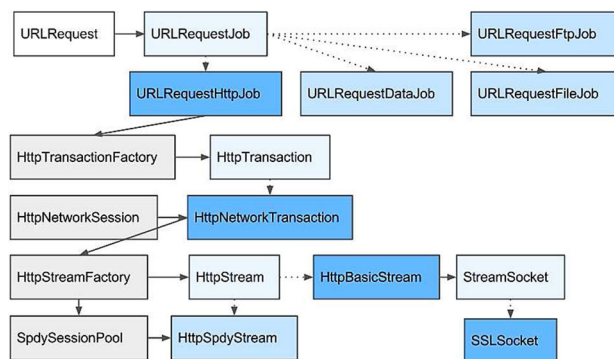 URLRequest
URLRequestJob
URLRequestFtpJob
URLRequestHttpJob
URLRequestDataJob
URLRequestFileJob
HttpTransactionFactory
HttpTransaction
HttpNetworkSession
HttpNetworkTransaction
HttpStreamFactory
HttpStream
HttpBasicStream
StreamSocket
SpdySessionPool
HttpSpdyStream
SSLSocket